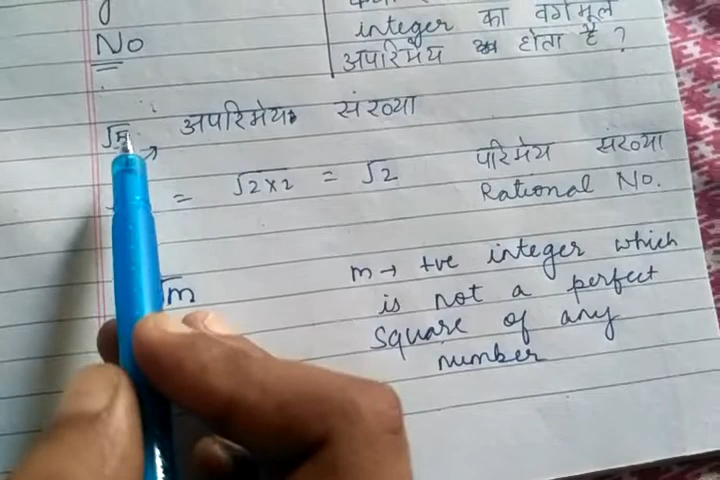 No
integer का वर्गमूल
अपरिमेय होता है ?
अपरिमेय संख्या
= √2×2 = √2 परिमेय संख्या
Rational No.
√m m → +ve integer which
is not a perfect
square of any
number